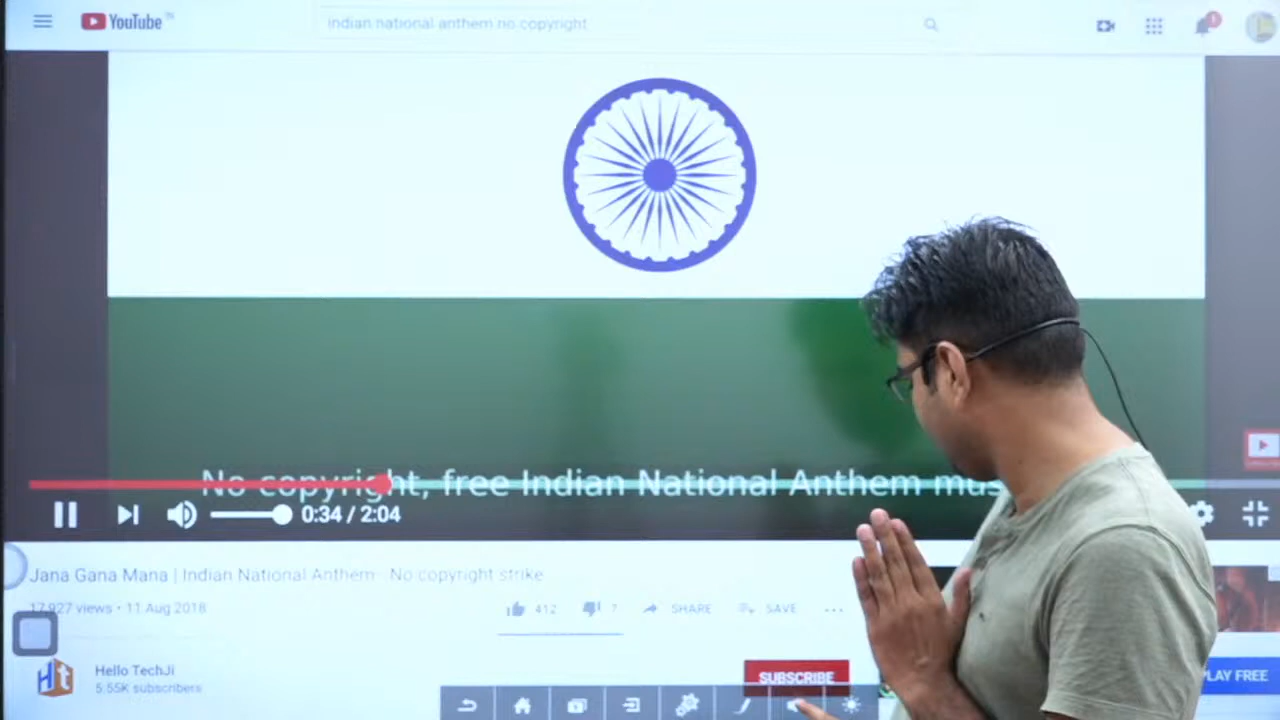 YouTube
indian national anthem no copyright
No copyright, free Indian National Anthem mus
0:34 / 2:04
Jana Gana Mana | Indian National Anthem - No copyright strike
17,927 views • 11 Aug 2018
412
7
SHARE
SAVE
Hello TechJi
5.55K subscribers
SUBSCRIBE
PLAY FREE